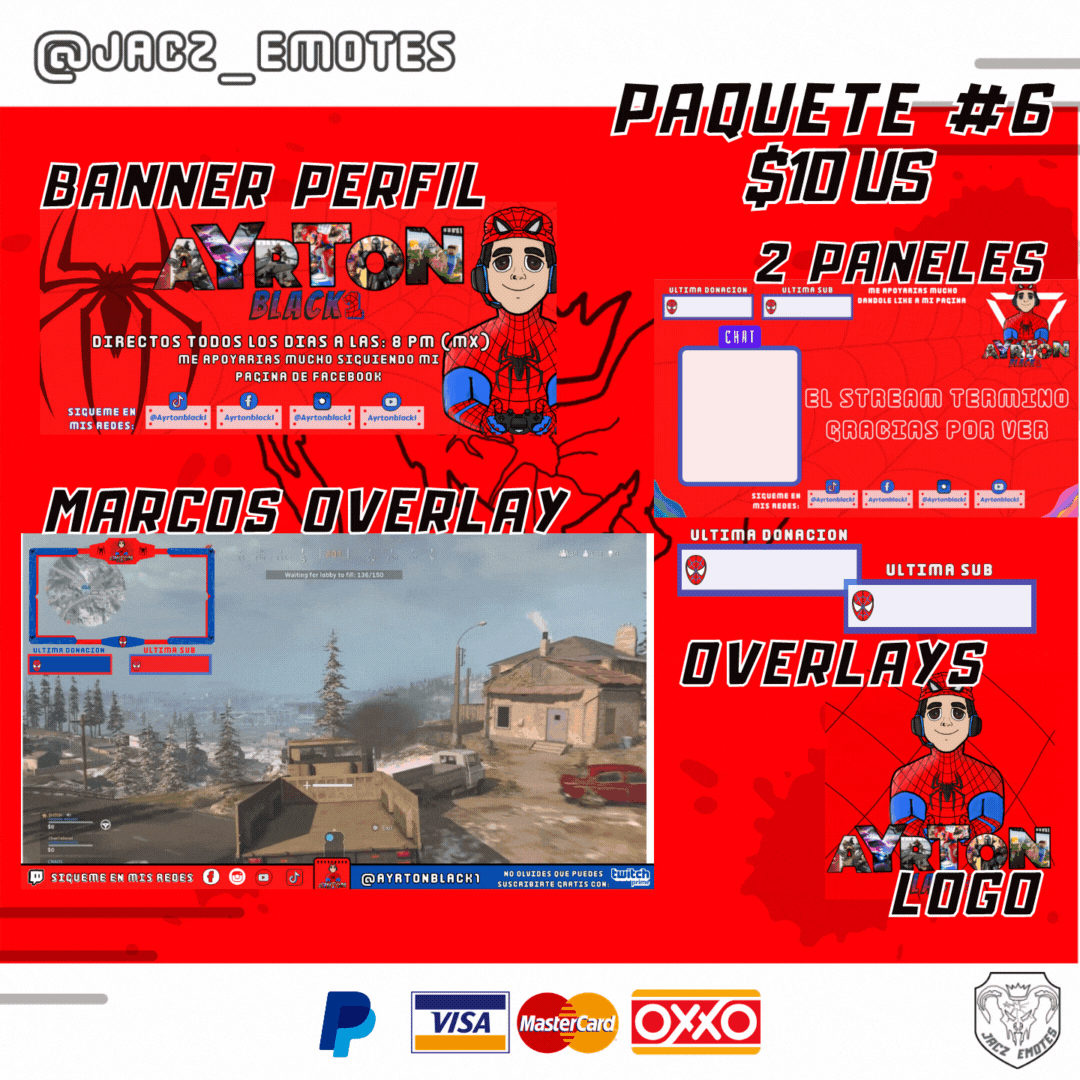 @JACZ_EMOTES
PAQUETE #6
$10 US
BANNER PERFIL
AYRTON
BLACK1
DIRECTOS TODOS LOS DIAS A LAS: 8 PM (MX)
ME APOYARIAS MUCHO SIGUIENDO MI
PAGINA DE FACEBOOK
SIGUEME EN
MIS REDES:
@Ayrtonblack1
Ayrtonblack1
@Ayrtonblack1
Ayrtonblack1
2 PANELES
ULTIMA DONACION
ULTIMA SUB
ME APOYARIAS MUCHO
DANDOLE LIKE A MI PAGINA
CHAT
AYRTON
EL STREAM TERMINO
GRACIAS POR VER
SIGUEME EN
MIS REDES:
@Ayrtonblack1
Ayrtonblack1
@Ayrtonblack1
Ayrtonblack1
MARCOS OVERLAY
Waiting for lobby to fill: 136/150
ULTIMA DONACION
ULTIMA SUB
$0
$0
SIGUEME EN MIS REDES
@AYRTONBLACK1
NO OLVIDES QUE PUEDES
SUSCRIBIRTE GRATIS CON:
twitch
prime
ULTIMA DONACION
ULTIMA SUB
OVERLAYS
AYRTON
LOGO
VISA
MasterCard
OXXO
JACZ EMOTES